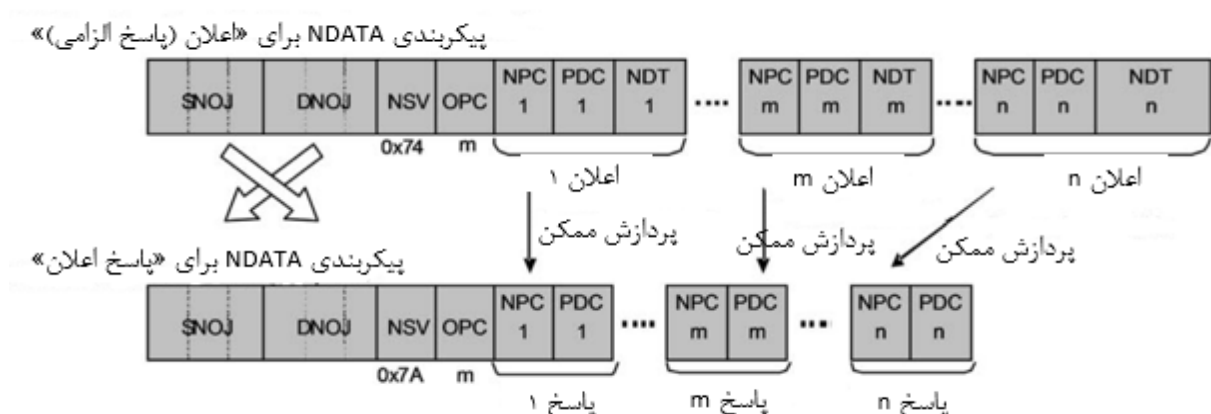 پیکربندی NDATA برای «اعلان (پاسخ الزامی)»
SNOJ DNOJ NSV OPC NPC 1 PDC 1 NDT 1 NPC m PDC m NDT m NPC n PDC n NDT n
0x74 m
اعلان ۱ اعلان m اعلان n
پردازش ممکن پردازش ممکن پردازش ممکن
پیکربندی NDATA برای «پاسخ اعلان»
SNOJ DNOJ NSV OPC NPC 1 PDC 1 NPC m PDC m NPC n PDC n
0x7A m
پاسخ ۱ پاسخ m پاسخ n